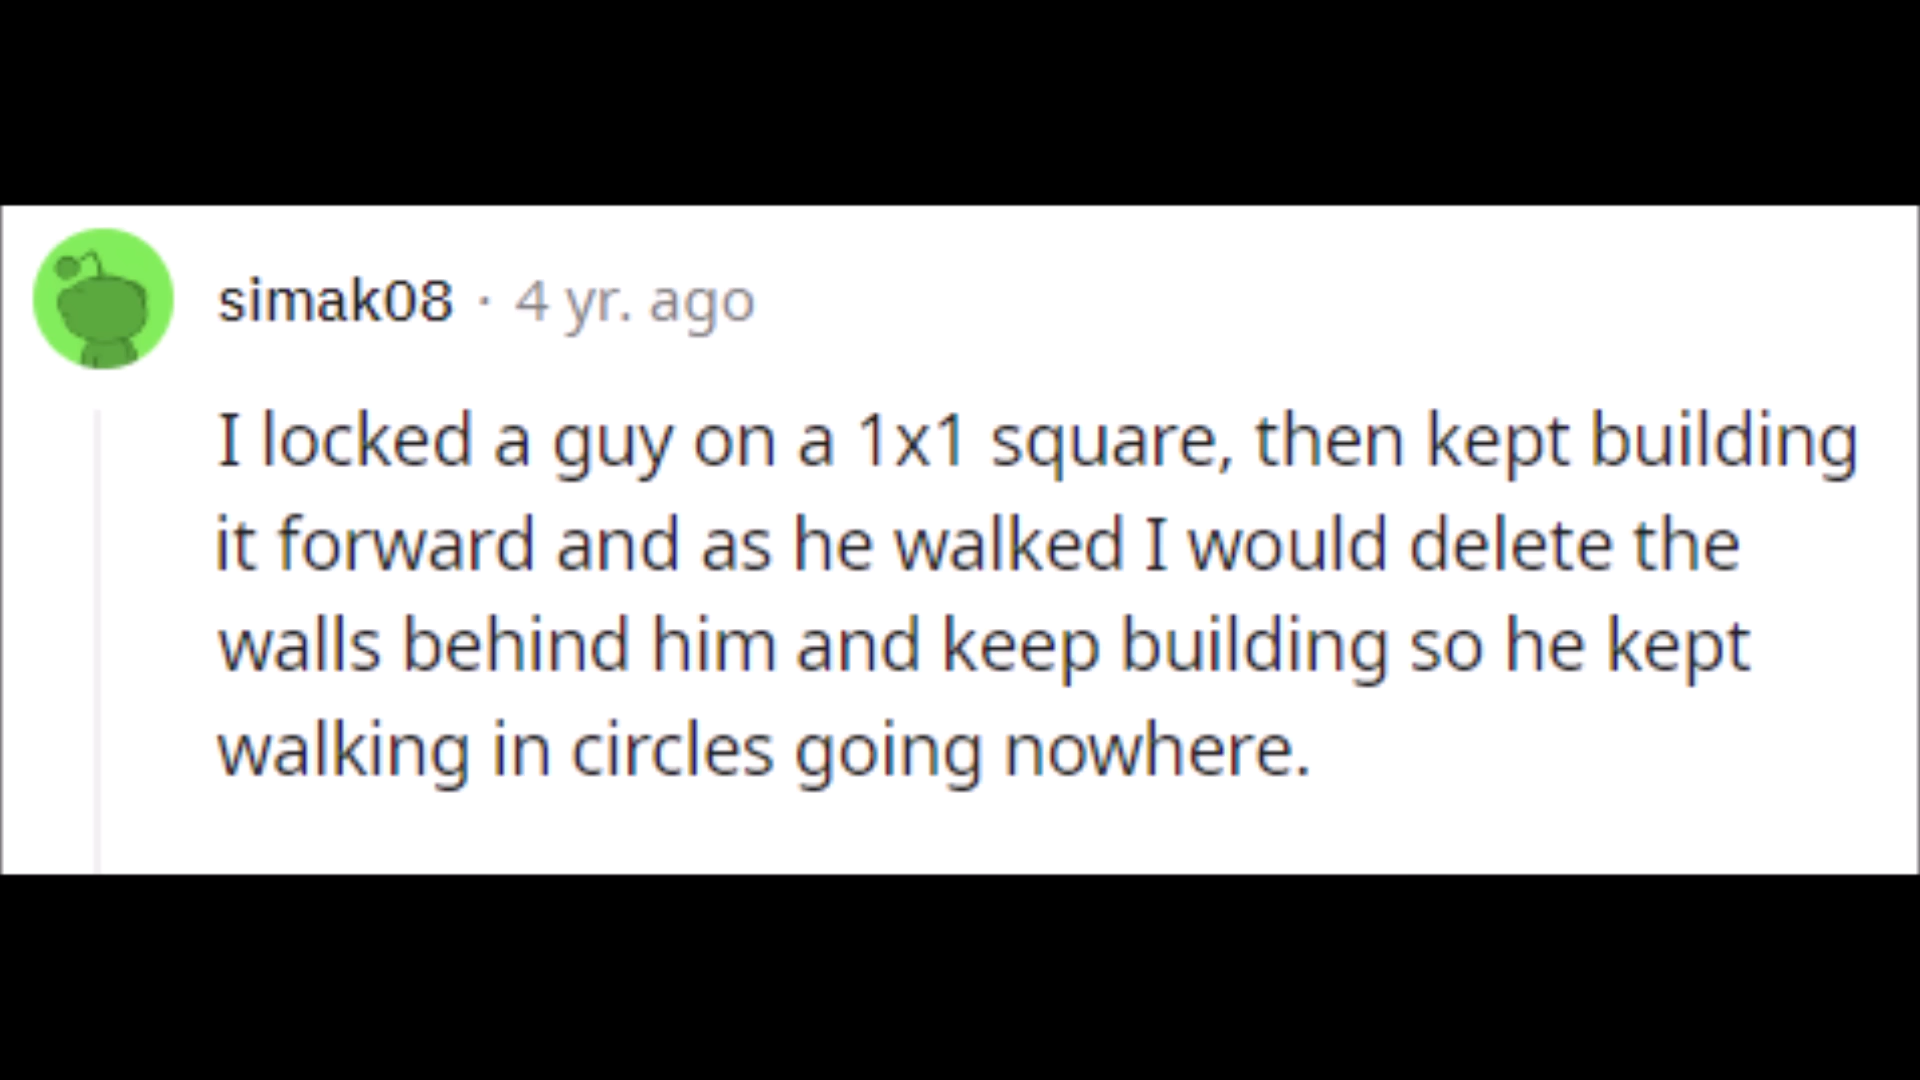 simak08 · 4 yr. ago
I locked a guy on a 1x1 square, then kept building
it forward and as he walked I would delete the
walls behind him and keep building so he kept
walking in circles going nowhere.